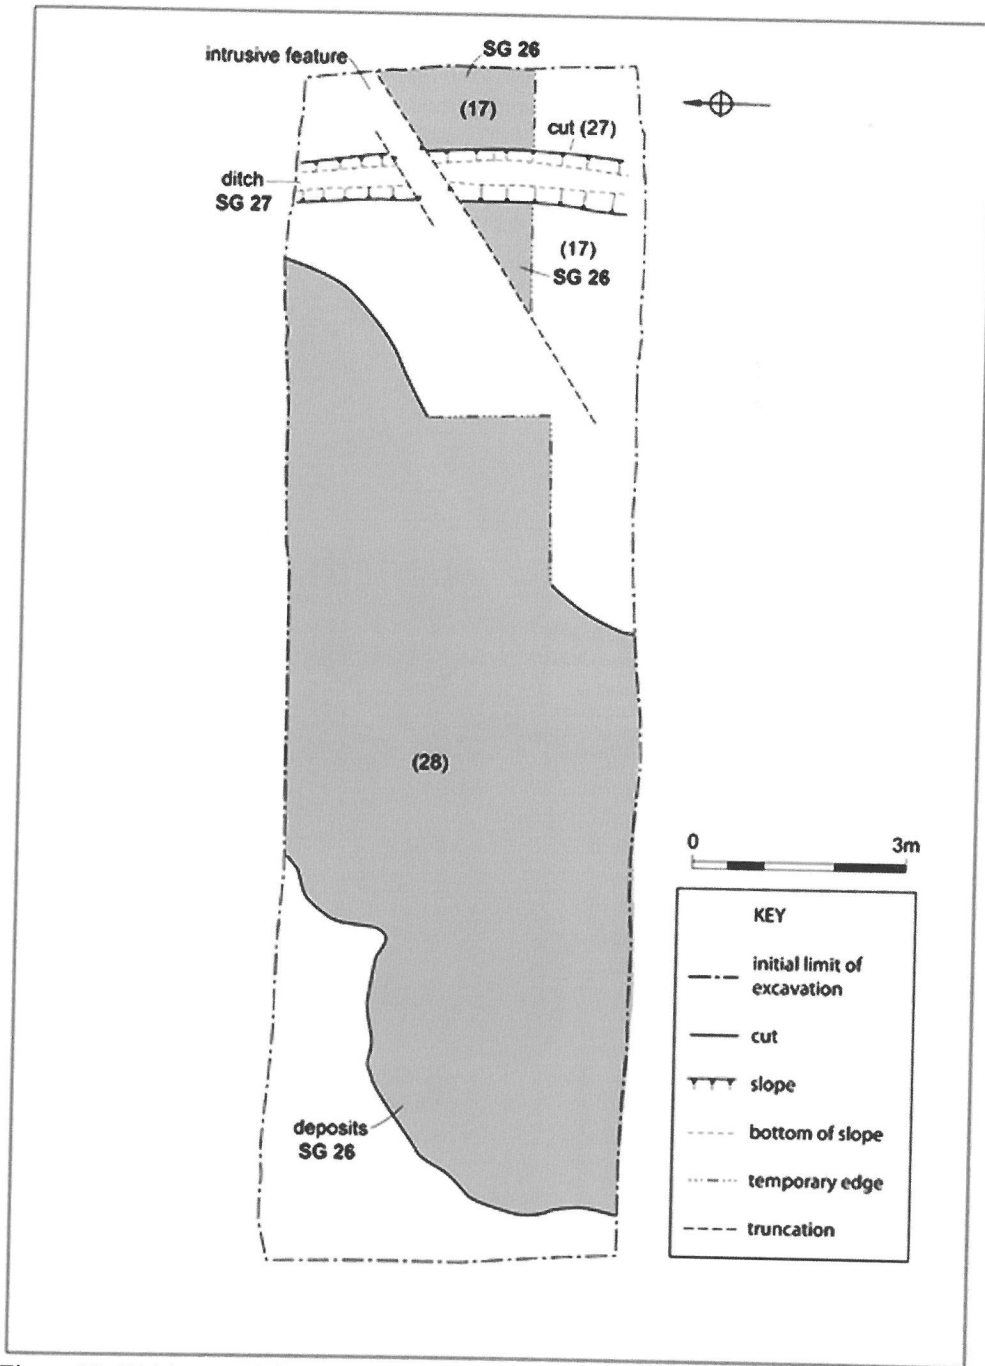 SG 26
intrusive feature
(17)
cut (27)
ditch
SG 27
(17)
SG 26
(28)
0 3m
KEY
initial limit of
excavation
cut
slope
bottom of slope
temporary edge
truncation
deposits
SG 26